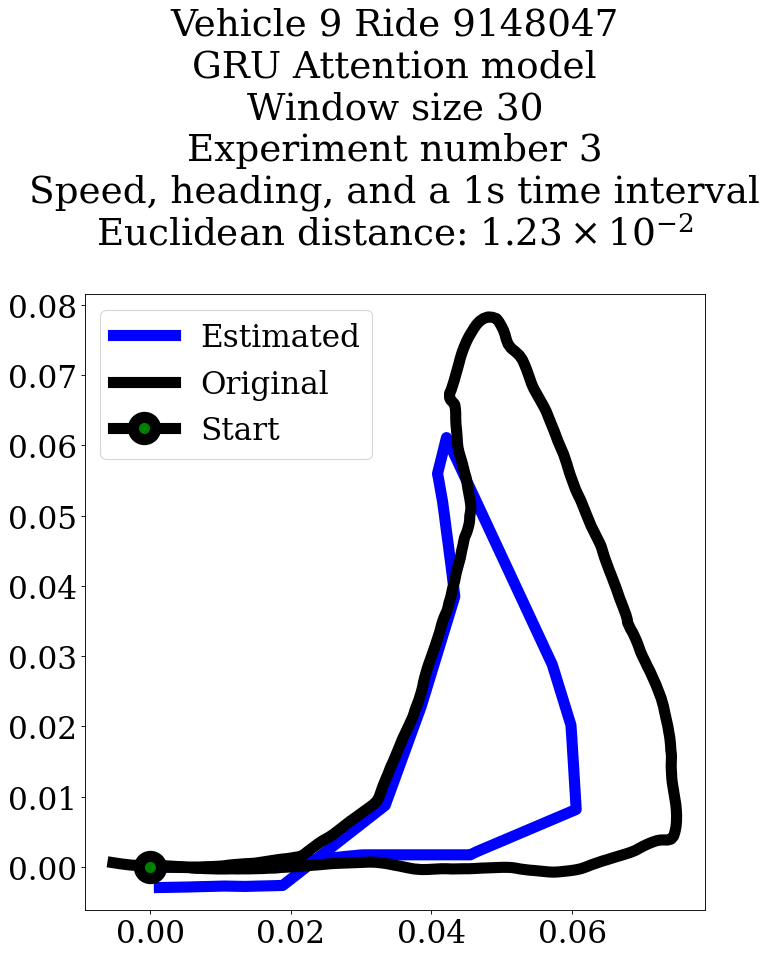 Vehicle 9 Ride 9148047
GRU Attention model
Window size 30
Experiment number 3
Speed, heading, and a 1s time interval
Euclidean distance: 1.23 × 10⁻²
Estimated
Original
Start
0.08
0.07
0.06
0.05
0.04
0.03
0.02
0.01
0.00
0.00 0.02 0.04 0.06